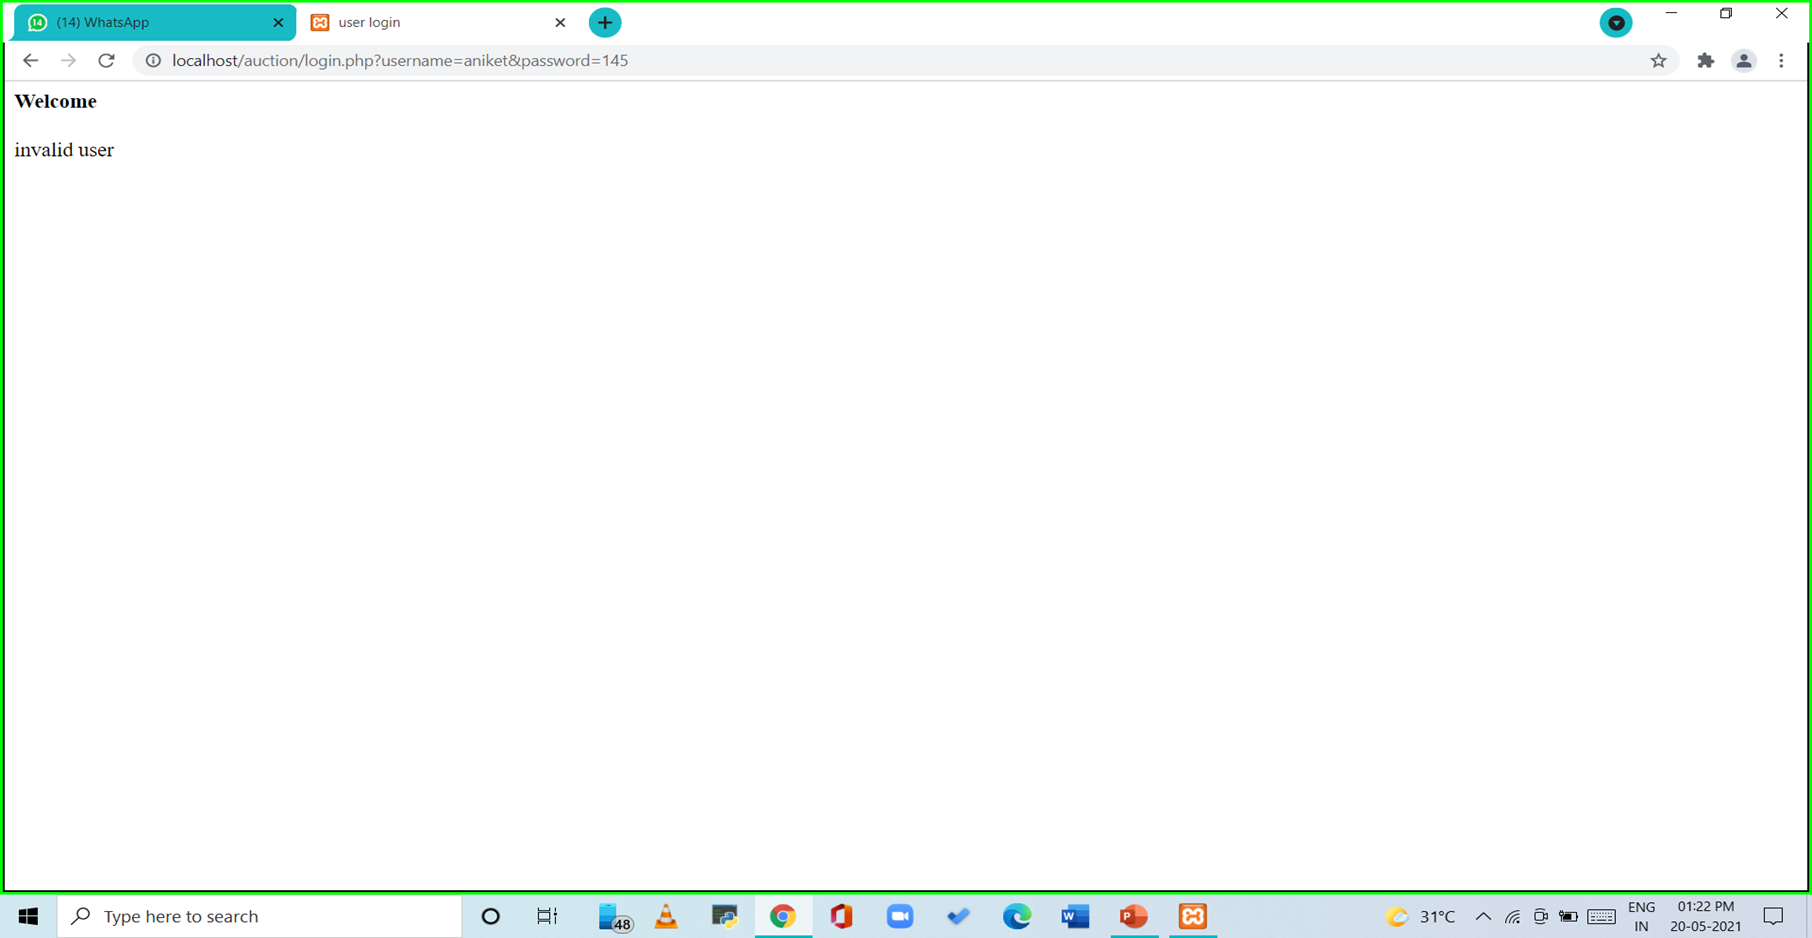 14 (14) WhatsApp
user login
localhost/auction/login.php?username=aniket&password=145
Welcome
invalid user
Type here to search
48
W
P
31°C
ENG
IN
01:22 PM
20-05-2021